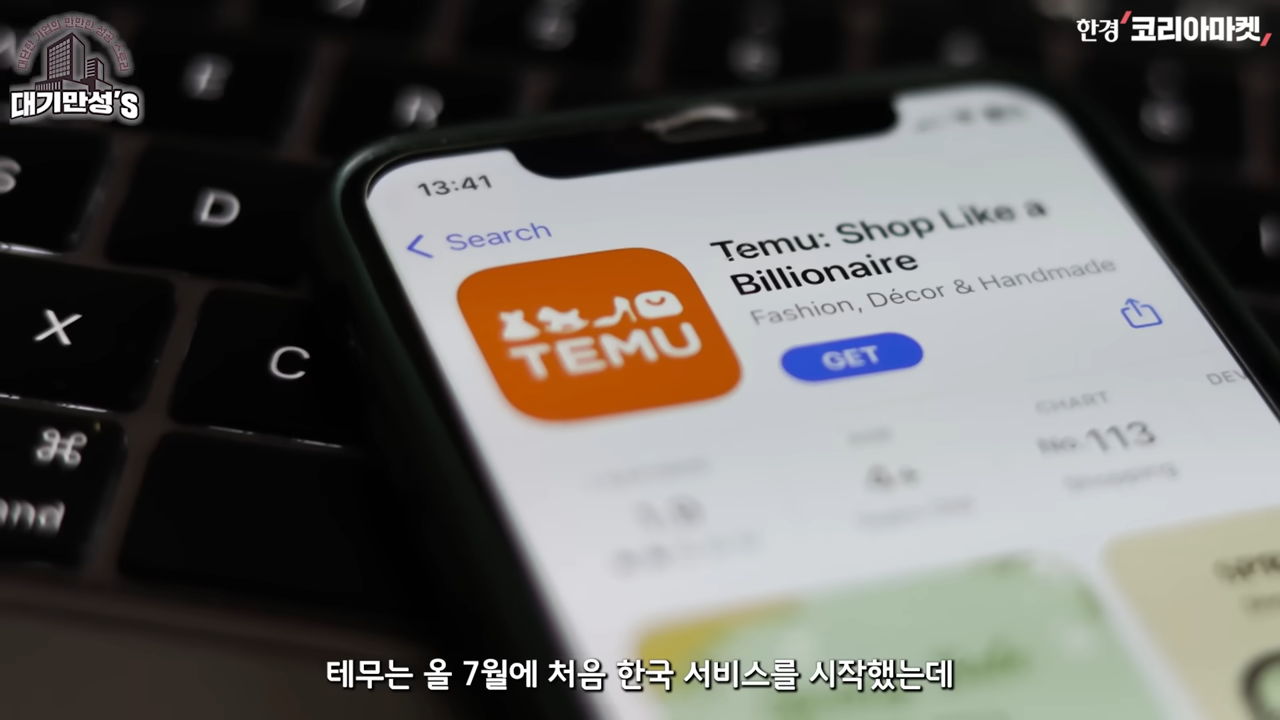 대기만성'S
한경 코리아마켓
E
R
S
D
X
C
⌘
13:41
Search
TEMU
Temu: Shop Like a
Billionaire
Fashion, Décor & Handmade
GET
CHART
No.113
Shopping
DEV
테무는 올 7월에 처음 한국 서비스를 시작했는데